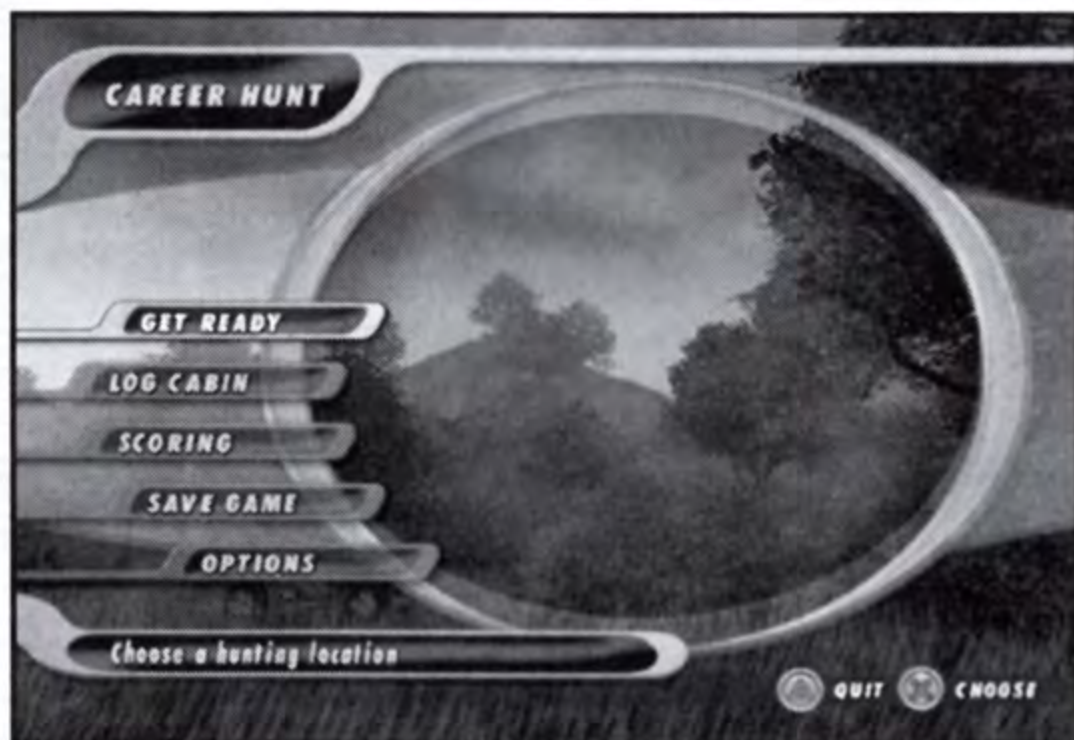 CAREER HUNT
GET READY
LOG CABIN
SCORING
SAVE GAME
OPTIONS
Choose a hunting location
QUIT CHOOSE